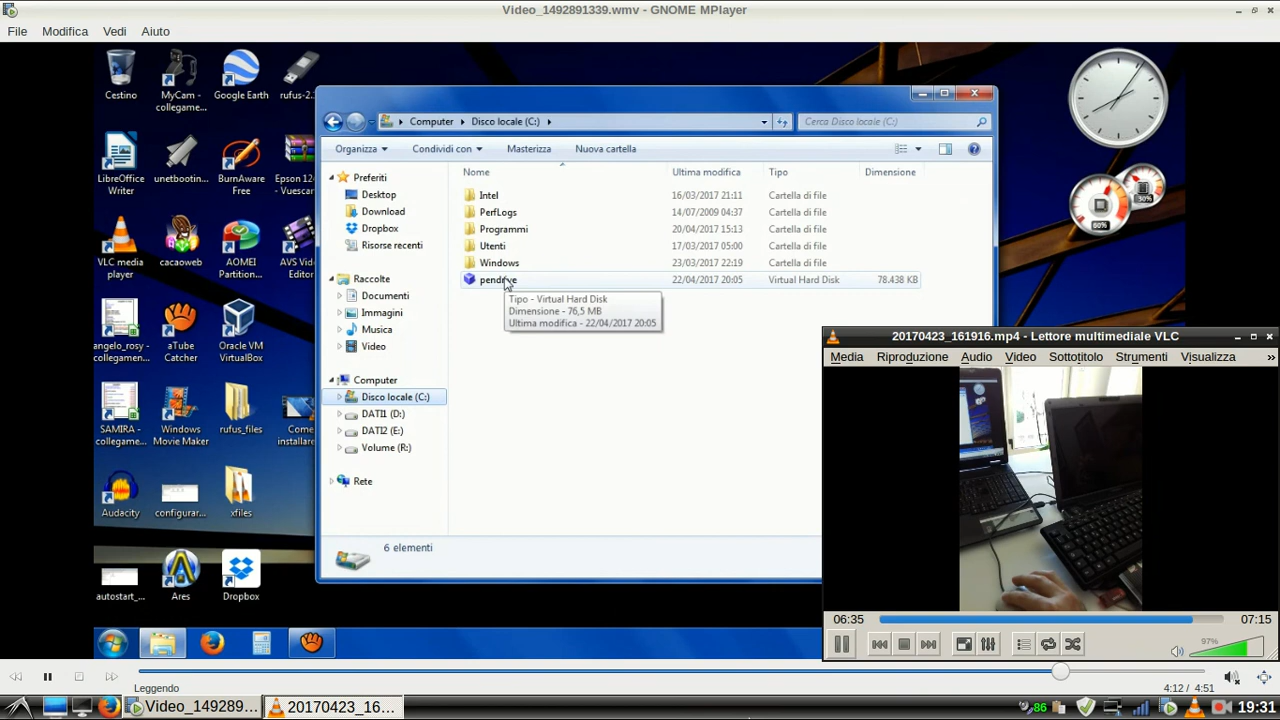 Video_1492891339.wmv - GNOME MPlayer
File Modifica Vedi Aiuto
Cestino
MyCam - collegame...
Google Earth
rufus-2.
LibreOffice Writer
unetbootin...
BurnAware Free
Epson 12 Vuescar
VLC media player
cacaoweb
AOMEI Partition...
AVS Video Editor
angelo_rosy - collegamen...
aTube Catcher
Oracle VM VirtualBox
SAMIRA - collegame...
Windows Movie Maker
rufus_files
Come installare
Audacity
configurar...
xfiles
autostart_...
Ares
Dropbox
Computer Disco locale (C:)
Cerca Disco locale (C:)
Organizza Condividi con Masterizza Nuova cartella
Preferiti
Desktop
Download
Dropbox
Risorse recenti
Raccolte
Documenti
Immagini
Musica
Video
Computer
Disco locale (C:)
DATI1 (D:)
DATI2 (E:)
Volume (R:)
Rete
Nome Ultima modifica Tipo Dimensione
Intel 16/03/2017 21:11 Cartella di file
PerfLogs 14/07/2009 04:37 Cartella di file
Programmi 20/04/2017 15:13 Cartella di file
Utenti 17/03/2017 05:00 Cartella di file
Windows 23/03/2017 22:19 Cartella di file
pendrive 22/04/2017 20:05 Virtual Hard Disk 78.438 KB
Tipo - Virtual Hard Disk
Dimensione - 76,5 MB
Ultima modifica - 22/04/2017 20:05
6 elementi
60%
30%
20170423_161916.mp4 - Lettore multimediale VLC
Media Riproduzione Audio Video Sottotitolo Strumenti Visualizza »
06:35 07:15
97%
Leggendo
4:12 / 4:51
Video_149289... 20170423_16...
86
19:31